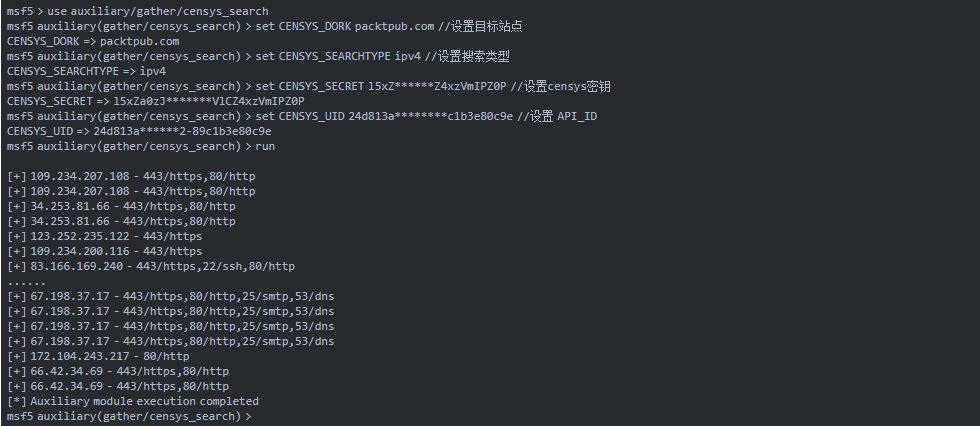 msf5 > use auxiliary/gather/censys_search
msf5 auxiliary(gather/censys_search) > set CENSYS_DORK packtpub.com //设置目标站点
CENSYS_DORK => packtpub.com
msf5 auxiliary(gather/censys_search) > set CENSYS_SEARCHTYPE ipv4 //设置搜索类型
CENSYS_SEARCHTYPE => ipv4
msf5 auxiliary(gather/censys_search) > set CENSYS_SECRET l5xZ******Z4xzVmIPZ0P //设置censys密钥
CENSYS_SECRET => l5xZa0zJ*******VlCZ4xzVmIPZ0P
msf5 auxiliary(gather/censys_search) > set CENSYS_UID 24d813a********c1b3e80c9e //设置 API_ID
CENSYS_UID => 24d813a******2-89c1b3e80c9e
msf5 auxiliary(gather/censys_search) > run
[+] 109.234.207.108 - 443/https,80/http
[+] 109.234.207.108 - 443/https,80/http
[+] 34.253.81.66 - 443/https,80/http
[+] 34.253.81.66 - 443/https,80/http
[+] 123.252.235.122 - 443/https
[+] 109.234.200.116 - 443/https
[+] 83.166.169.240 - 443/https,22/ssh,80/http
......
[+] 67.198.37.17 - 443/https,80/http,25/smtp,53/dns
[+] 67.198.37.17 - 443/https,80/http,25/smtp,53/dns
[+] 67.198.37.17 - 443/https,80/http,25/smtp,53/dns
[+] 67.198.37.17 - 443/https,80/http,25/smtp,53/dns
[+] 172.104.243.217 - 80/http
[+] 66.42.34.69 - 443/https,80/http
[+] 66.42.34.69 - 443/https,80/http
[*] Auxiliary module execution completed
msf5 auxiliary(gather/censys_search) >